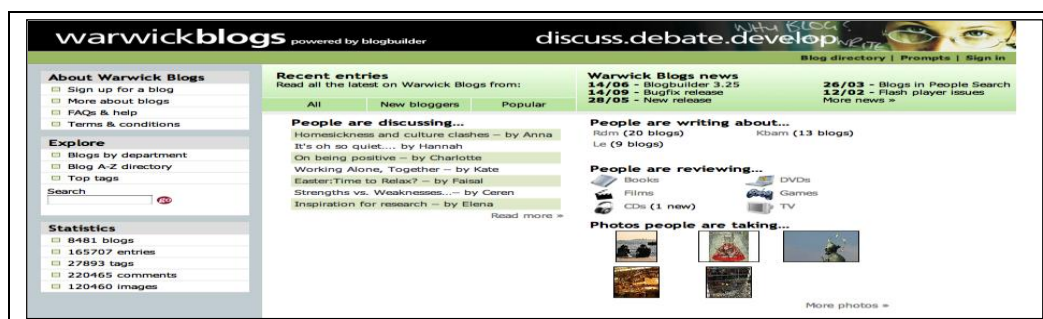 warwickblogs powered by blogbuilder
discuss.debate.develop
WHY BLOG?
WRITE
Blog directory | Prompts | Sign in
About Warwick Blogs
Sign up for a blog
More about blogs
FAQs & help
Terms & conditions
Explore
Blogs by department
Blog A-Z directory
Top tags
Search
go
Statistics
8481 blogs
165707 entries
27893 tags
220465 comments
120460 images
Recent entries
Read all the latest on Warwick Blogs from:
All New bloggers Popular
People are discussing...
Homesickness and culture clashes – by Anna
It's oh so quiet.... by Hannah
On being positive – by Charlotte
Working Alone, Together – by Kate
Easter:Time to Relax? – by Faisal
Strengths vs. Weaknesses...– by Ceren
Inspiration for research – by Elena
Read more »
Warwick Blogs news
14/06 - Blogbuilder 3.25
14/09 - Bugfix release
28/05 - New release
26/03 - Blogs in People Search
12/02 - Flash player issues
More news »
People are writing about...
Rdm (20 blogs) Kbam (13 blogs)
Le (9 blogs)
People are reviewing...
Books DVDs
Films Games
CDs (1 new) TV
Photos people are taking...
More photos »